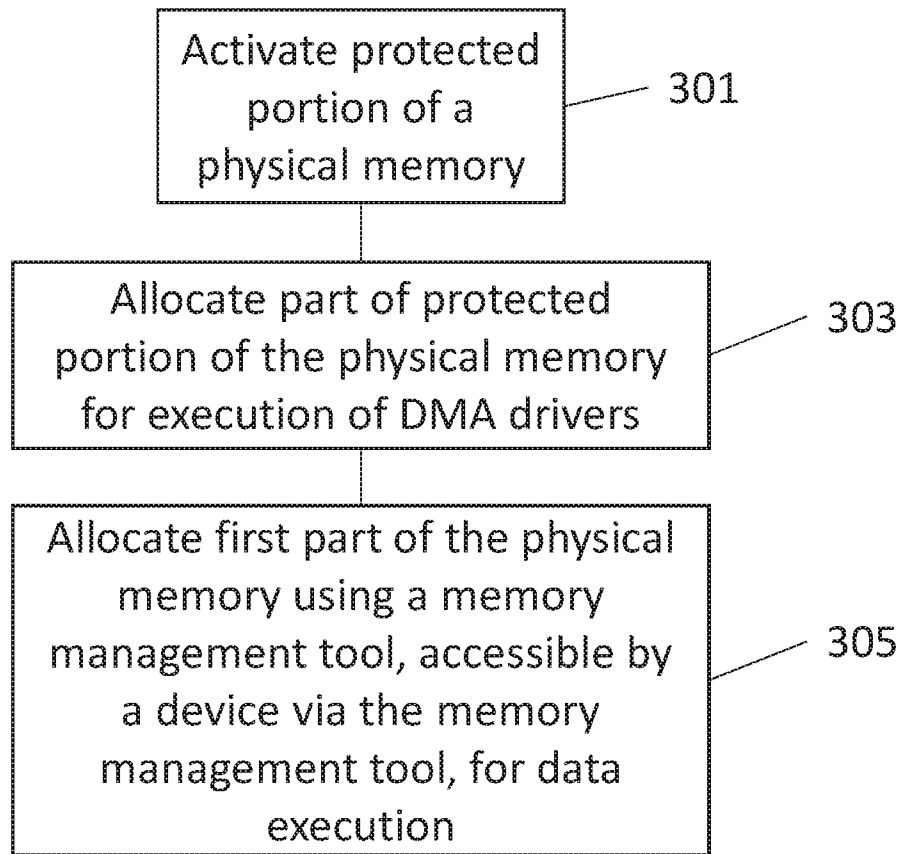 Activate protected
portion of a
physical memory
301
Allocate part of protected
portion of the physical memory
for execution of DMA drivers
303
Allocate first part of the physical
memory using a memory
management tool, accessible by
a device via the memory
management tool, for data
execution
305